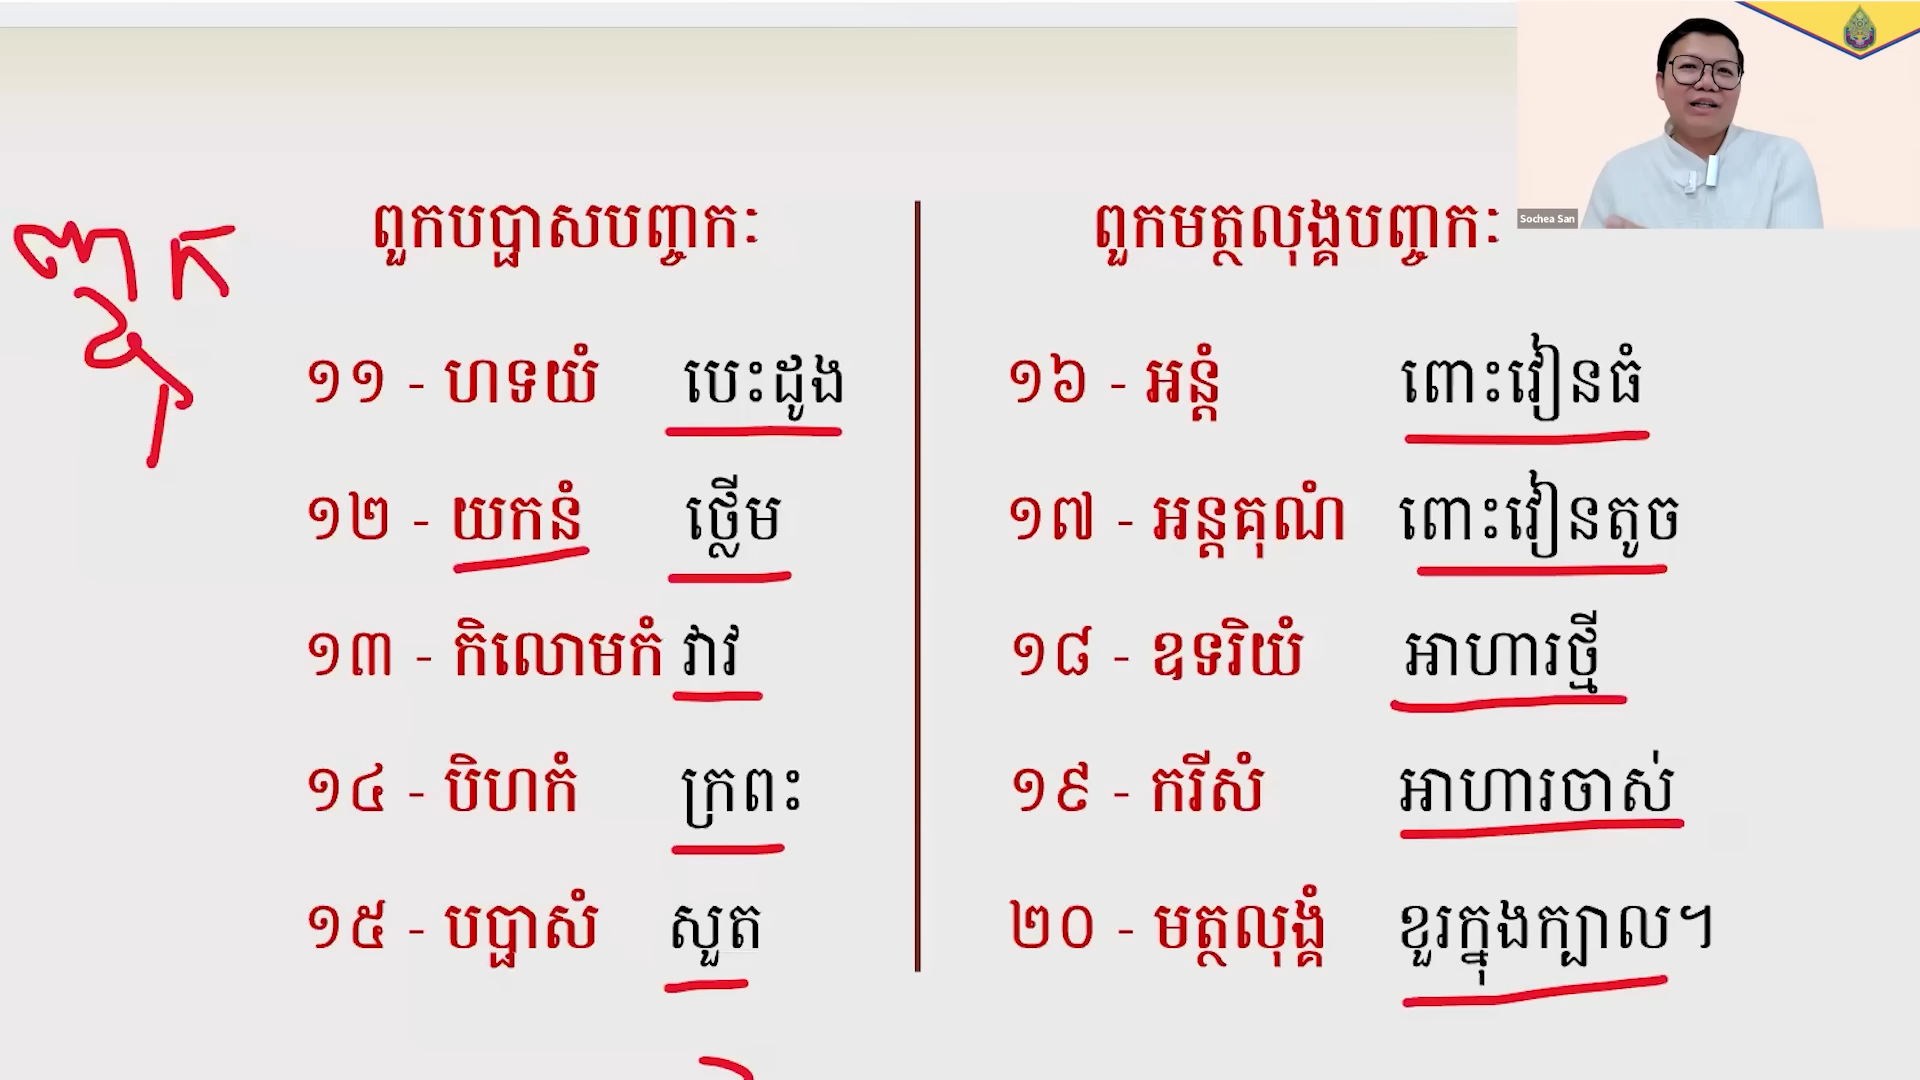 Sochea San
ពួកបប្ផាសបញ្ចកៈ
១១ - ហទយំ បេះដូង
១២ - យកនំ ថ្លើម
១៣ - កិលោមកំ វាវ
១៤ - បិហកំ ក្រពះ
១៥ - បប្ផាសំ សួត
ពួកមត្ថលុង្គបញ្ចកៈ
១៦ - អន្តំ ពោះវៀនធំ
១៧ - អន្តគុណំ ពោះវៀនតូច
១៨ - ឧទរិយំ អាហារថ្មី
១៩ - ករីសំ អាហារចាស់
២០ - មត្ថលុង្គំ ខួរក្នុងក្បាល។